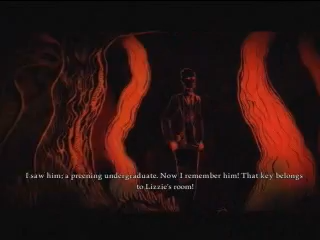 I saw him; a preening undergraduate. Now I remember him! That key belongs
to Lizzie's room!